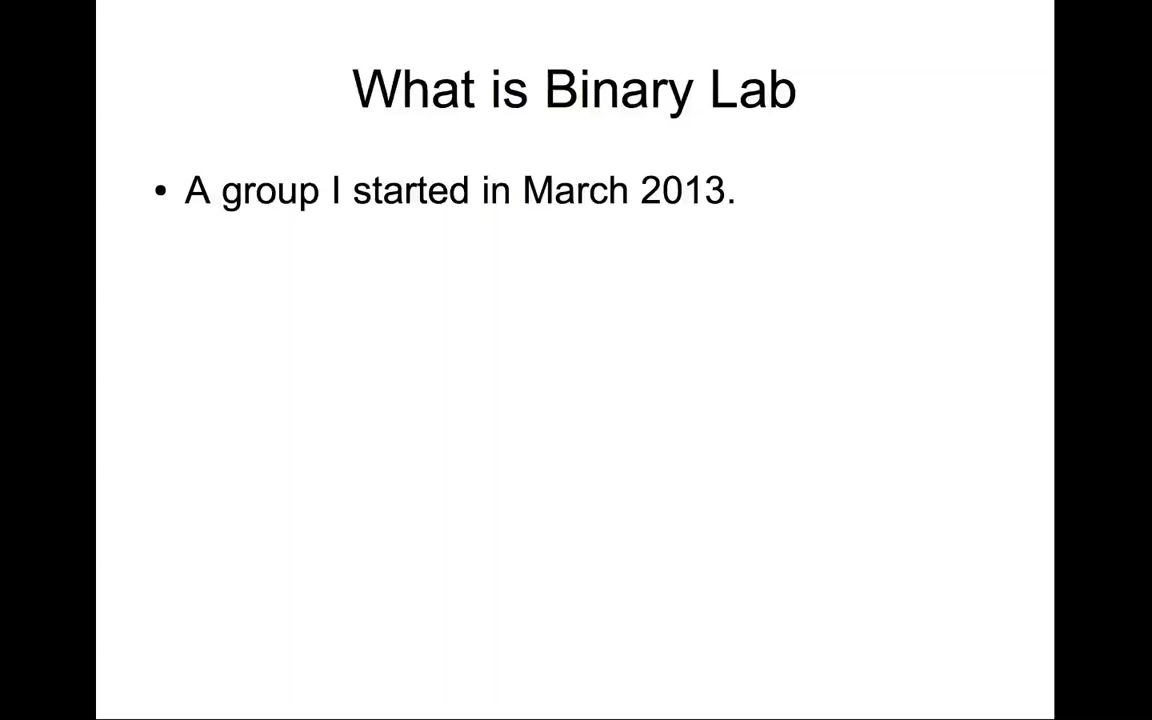 What is Binary Lab
• A group I started in March 2013.